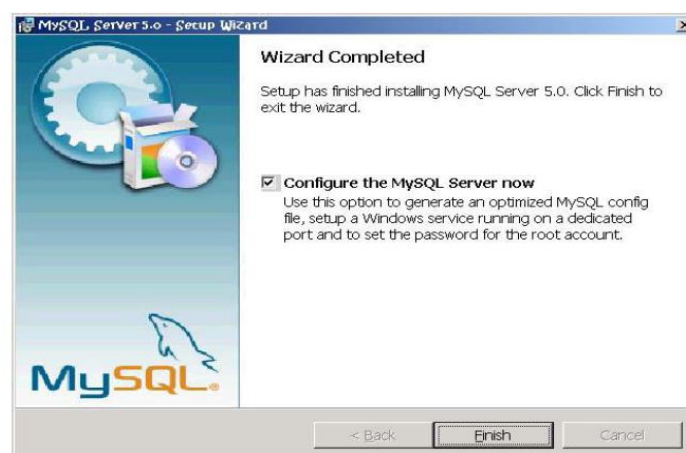 MySQL Server 5.0 - Setup Wizard
Wizard Completed
Setup has finished installing MySQL Server 5.0. Click Finish to
exit the wizard.
Configure the MySQL Server now
Use this option to generate an optimized MySQL config
file, setup a Windows service running on a dedicated
port and to set the password for the root account.
MySQL®
< Back
Finish
Cancel